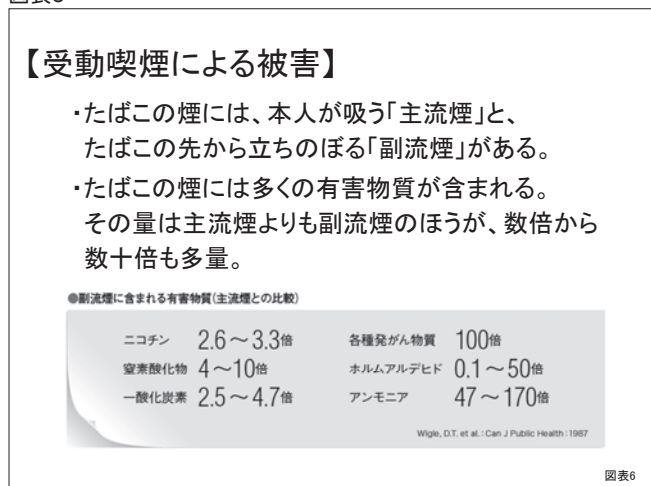 【受動喫煙による被害】
・たばこの煙には、本人が吸う「主流煙」と、
たばこの先から立ちのぼる「副流煙」がある。
・たばこの煙には多くの有害物質が含まれる。
その量は主流煙よりも副流煙のほうが、数倍から
数十倍も多量。
●副流煙に含まれる有害物質(主流煙との比較)
ニコチン 2.6～3.3倍 各種発がん物質 100倍
窒素酸化物 4～10倍 ホルムアルデヒド 0.1～50倍
一酸化炭素 2.5～4.7倍 アンモニア 47～170倍
Wigle, D.T. et al.:Can J Public Health:1987
図表6